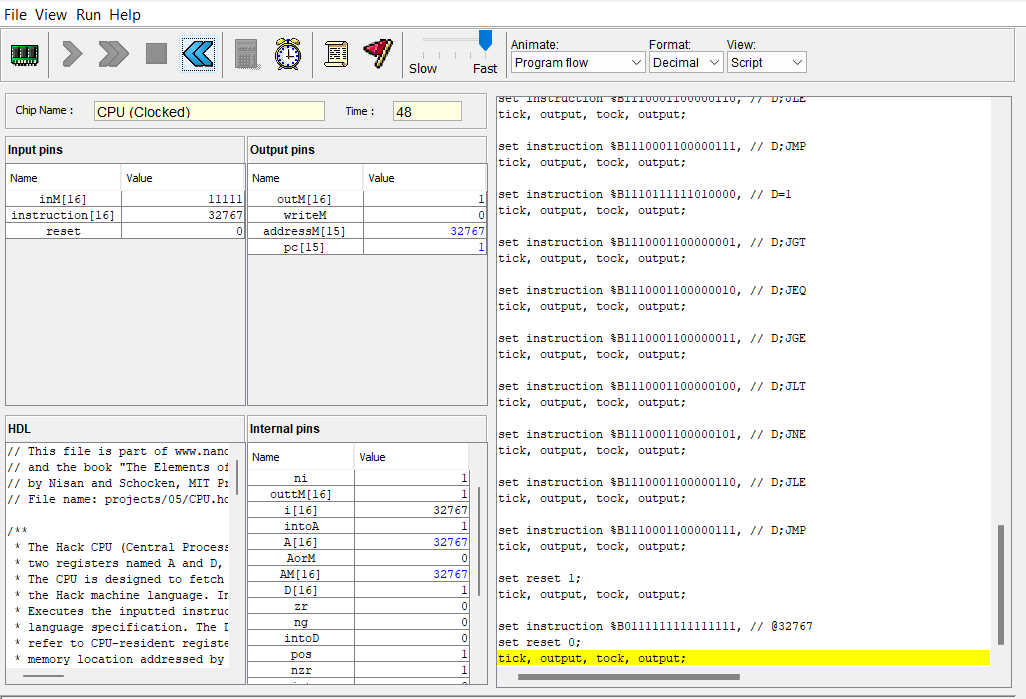 File View Run Help
Slow Fast
Animate:
Program flow
Format:
Decimal
View:
Script
Chip Name : CPU (Clocked) Time : 48
Input pins
Name Value
inM[16] 11111
instruction[16] 32767
reset 0
Output pins
Name Value
outM[16] 1
writeM 0
addressM[15] 32767
pc[15] 1
HDL
// This file is part of www.nand
// and the book "The Elements of
// by Nisan and Schocken, MIT Pr
// File name: projects/05/CPU.hd
/**
* The Hack CPU (Central Process
* two registers named A and D,
* The CPU is designed to fetch
* the Hack machine language. In
* Executes the inputted instruc
* language specification. The D
* refer to CPU-resident registe
* memory location addressed by
Internal pins
Name Value
ni 1
outtM[16] 1
i[16] 32767
intoA 1
A[16] 32767
AorM 0
AM[16] 32767
D[16] 1
zr 0
ng 0
intoD 0
pos 1
nzr 1
set instruction %B1110001100000110, // D;JLE
tick, output, tock, output;
set instruction %B1110001100000111, // D;JMP
tick, output, tock, output;
set instruction %B1110111111010000, // D=1
tick, output, tock, output;
set instruction %B1110001100000001, // D;JGT
tick, output, tock, output;
set instruction %B1110001100000010, // D;JEQ
tick, output, tock, output;
set instruction %B1110001100000011, // D;JGE
tick, output, tock, output;
set instruction %B1110001100000100, // D;JLT
tick, output, tock, output;
set instruction %B1110001100000101, // D;JNE
tick, output, tock, output;
set instruction %B1110001100000110, // D;JLE
tick, output, tock, output;
set instruction %B1110001100000111, // D;JMP
tick, output, tock, output;
set reset 1;
tick, output, tock, output;
set instruction %B0111111111111111, // @32767
set reset 0;
tick, output, tock, output;